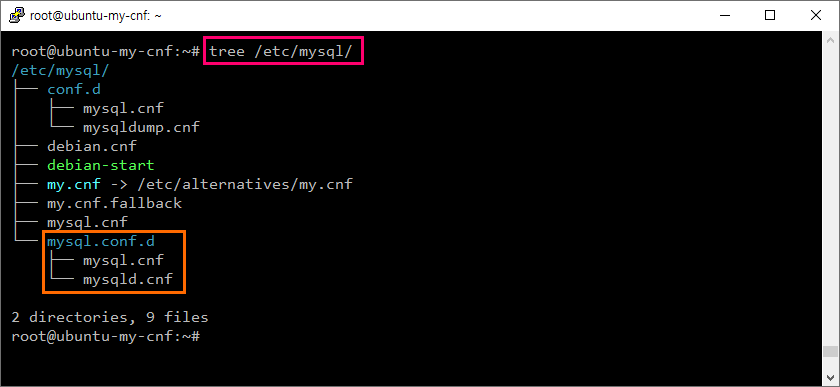 root@ubuntu-my-cnf: ~
root@ubuntu-my-cnf:~# tree /etc/mysql/
/etc/mysql/
├── conf.d
│   ├── mysql.cnf
│   └── mysqldump.cnf
├── debian.cnf
├── debian-start
├── my.cnf -> /etc/alternatives/my.cnf
├── my.cnf.fallback
├── mysql.cnf
└── mysql.conf.d
    ├── mysql.cnf
    └── mysqld.cnf
2 directories, 9 files
root@ubuntu-my-cnf:~#